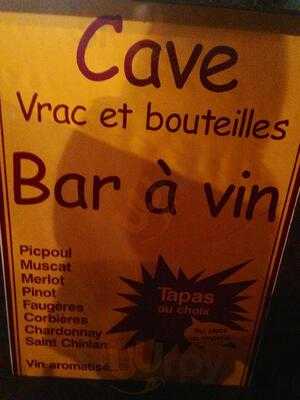 Cave
Vrac et bouteilles
Bar à vin
Picpoul
Muscat
Merlot
Pinot
Faugères
Corbières
Chardonnay
Saint Chinian
Vin aromatisé...
Tapas
au choix